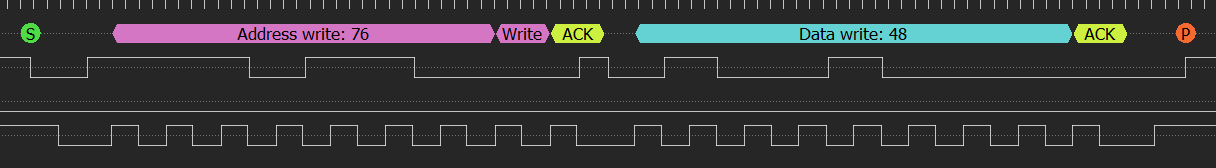 S Address write: 76 Write ACK Data write: 48 ACK P